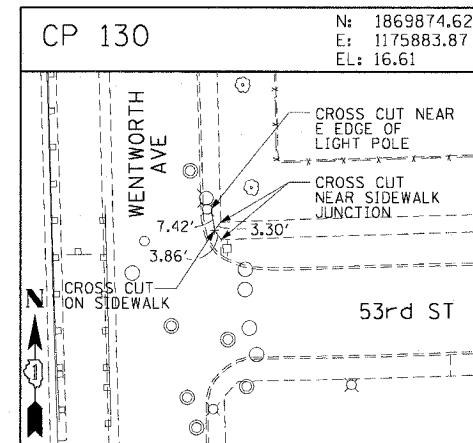 CP 130
N: 1869874.62
E: 1175883.87
EL: 16.61
WENTWORTH
AVE
CROSS CUT NEAR
E EDGE OF
LIGHT POLE
CROSS CUT
NEAR SIDEWALK
JUNCTION
7.42'
3.30'
3.86'
CROSS CUT
ON SIDEWALK
N
53rd ST